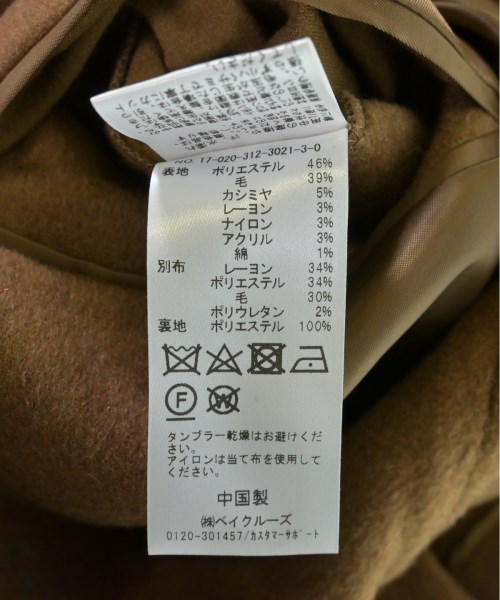 NO. 17-020-312-3021-3-0
表地 ポリエステル 46%
毛 39%
カシミヤ 5%
レーヨン 3%
ナイロン 3%
アクリル 3%
綿 1%
別布 レーヨン 34%
ポリエステル 34%
毛 30%
ポリウレタン 2%
裏地 ポリエステル 100%
F
W
タンブラー乾燥はお避けくだ
さい。
アイロンは当て布を使用して
ください。
中国製
㈱ベイクルーズ
0120-301457/カスタマーサポート